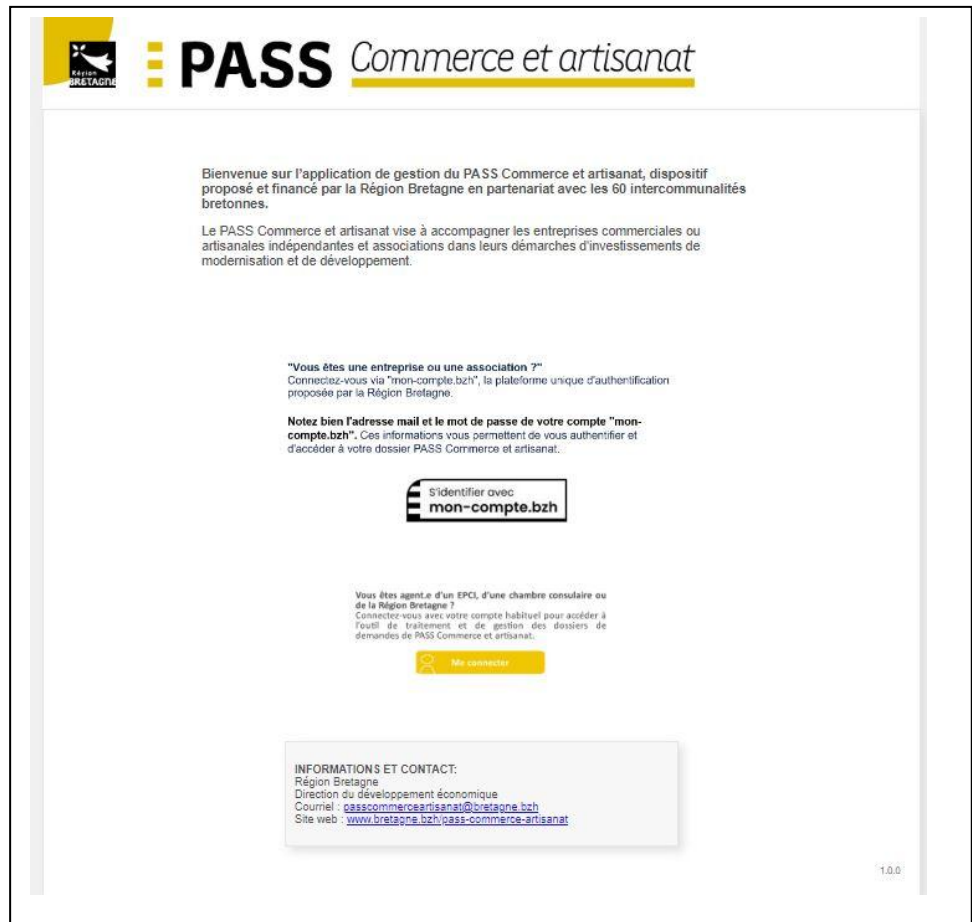 Région
BRETAGNE
PASS Commerce et artisanat
Bienvenue sur l'application de gestion du PASS Commerce et artisanat, dispositif
proposé et financé par la Région Bretagne en partenariat avec les 60 intercommunalités
bretonnes.
Le PASS Commerce et artisanat vise à accompagner les entreprises commerciales ou
artisanales indépendantes et associations dans leurs démarches d'investissements de
modernisation et de développement.
"Vous êtes une entreprise ou une association ?"
Connectez-vous via "mon-compte.bzh", la plateforme unique d'authentification
proposée par la Région Bretagne.
Notez bien l'adresse mail et le mot de passe de votre compte "mon-
compte.bzh". Ces informations vous permettent de vous authentifier et
d'accéder à votre dossier PASS Commerce et artisanat.
S'identifier avec
mon-compte.bzh
Vous êtes agent.e d'un EPCI, d'une chambre consulaire ou
de la Région Bretagne ?
Connectez-vous avec votre compte habituel pour accéder à
l'outil de traitement et de gestion des dossiers de
demandes de PASS Commerce et artisanat.
Me connecter
INFORMATIONS ET CONTACT:
Région Bretagne
Direction du développement économique
Courriel : passcommerceartisanat@bretagne.bzh
Site web : www.bretagne.bzh/pass-commerce-artisanat
1.0.0